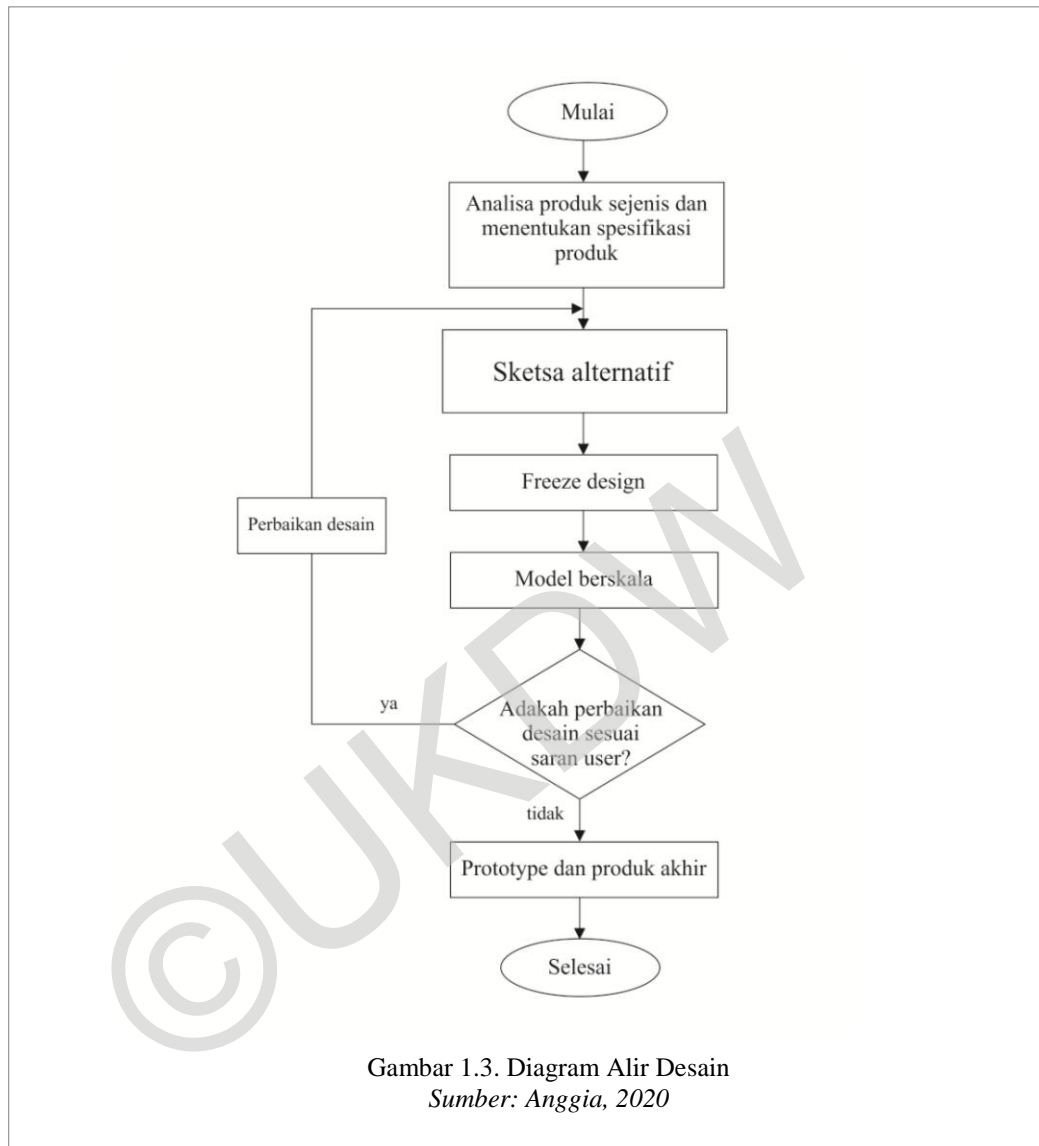 Mulai
Analisa produk sejenis dan
menentukan spesifikasi
produk
Sketsa alternatif
Freeze design
Perbaikan desain
Model berskala
ya
Adakah perbaikan
desain sesuai
saran user?
tidak
Prototype dan produk akhir
Selesai
©UKDW
Gambar 1.3. Diagram Alir Desain
Sumber: Anggia, 2020